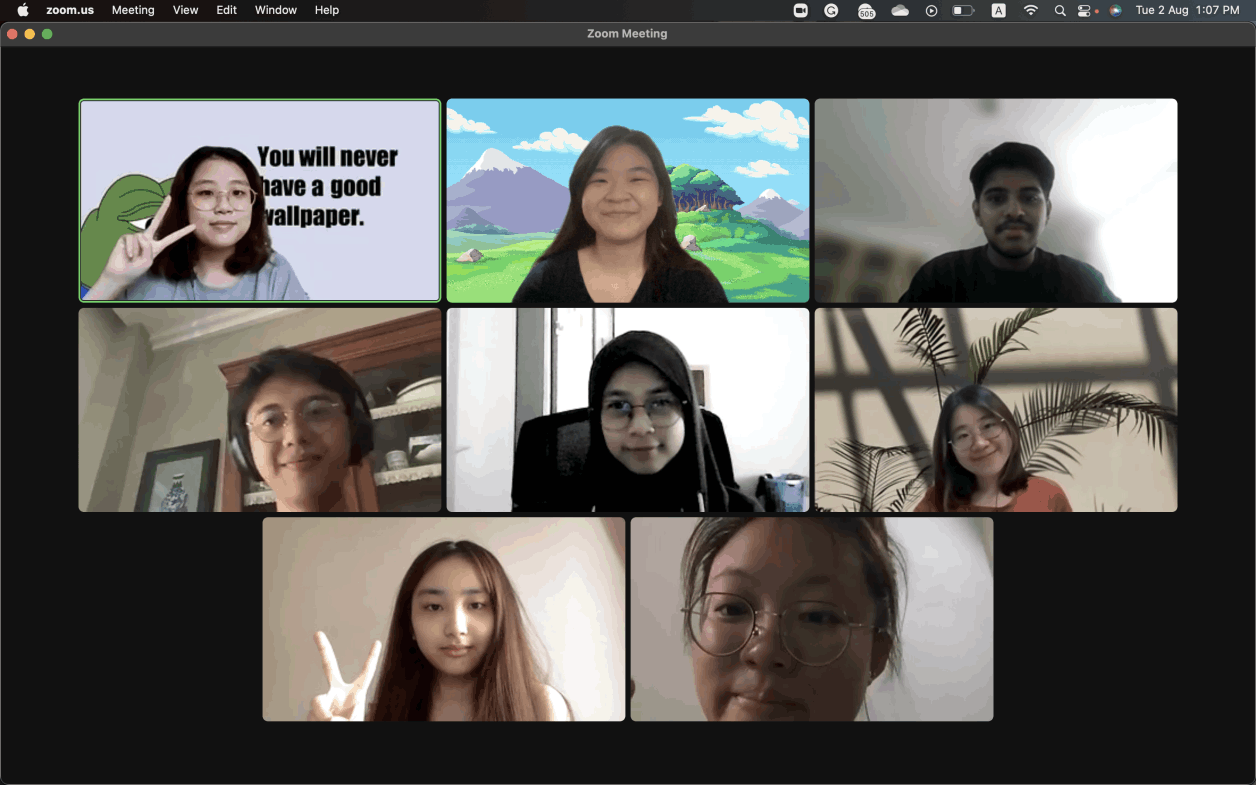 zoom.us Meeting View Edit Window Help 505 A Tue 2 Aug 1:07 PM
Zoom Meeting
You will never
have a good
wallpaper.